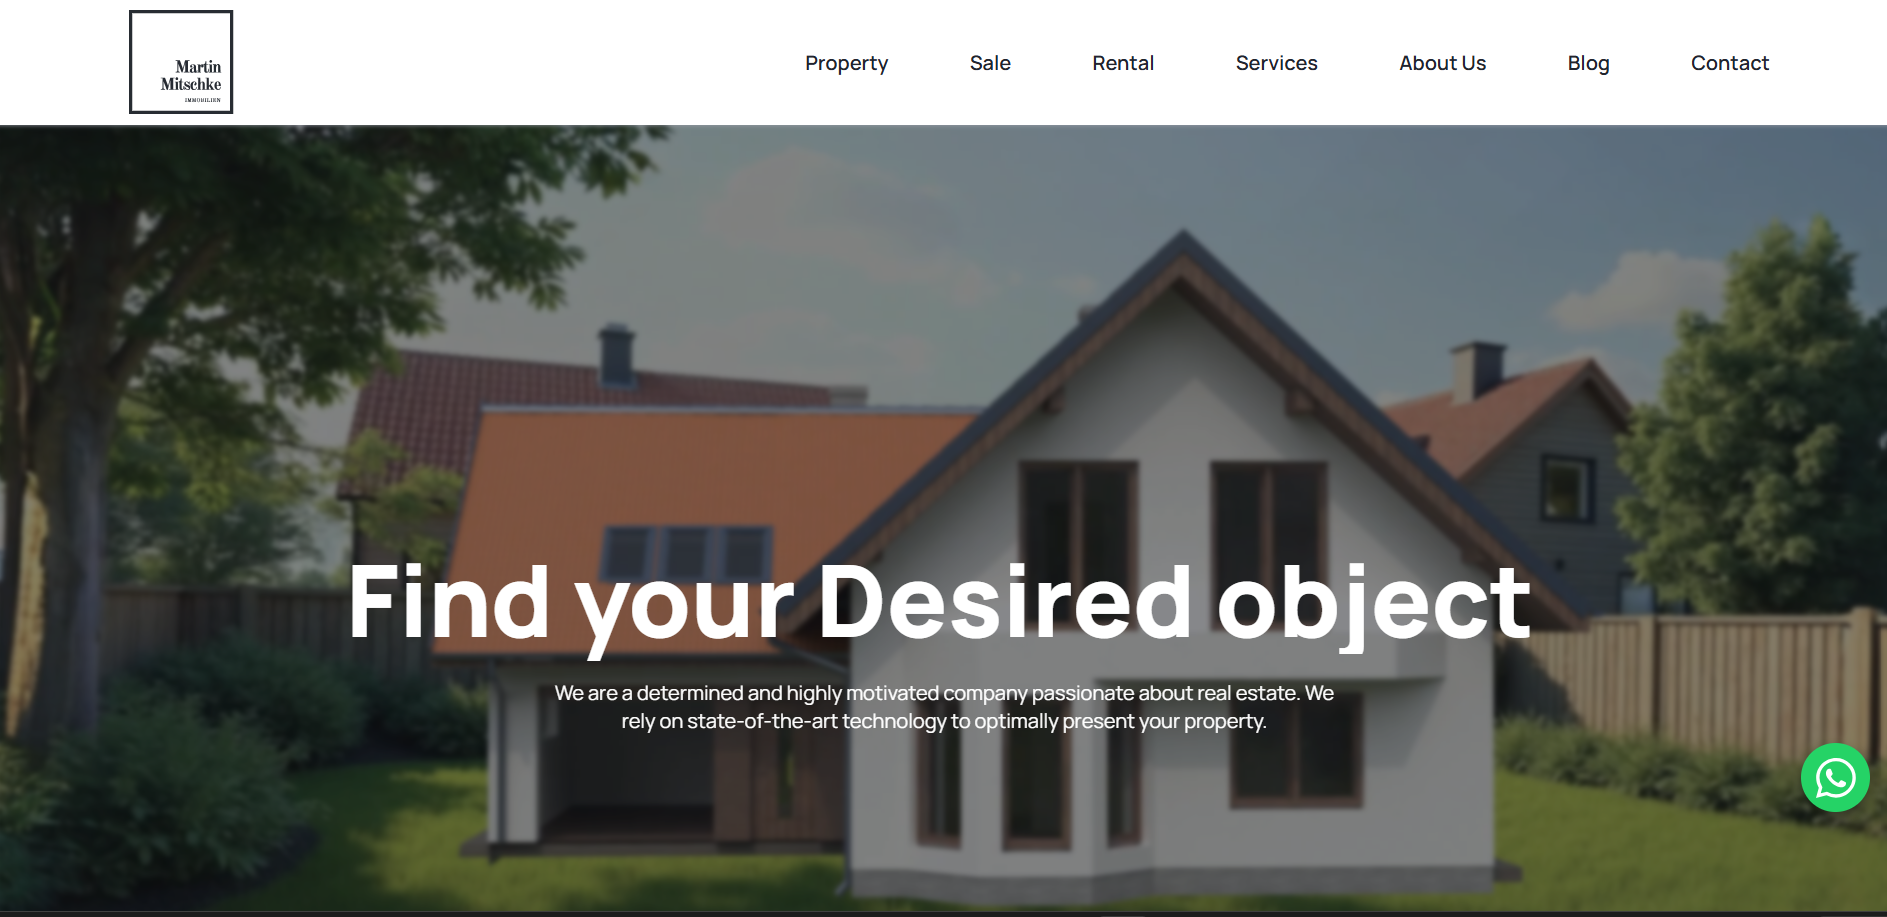 Martin
Mitschke
IMMOBILIEN
Property Sale Rental Services About Us Blog Contact
Find your Desired object
We are a determined and highly motivated company passionate about real estate. We
rely on state-of-the-art technology to optimally present your property.